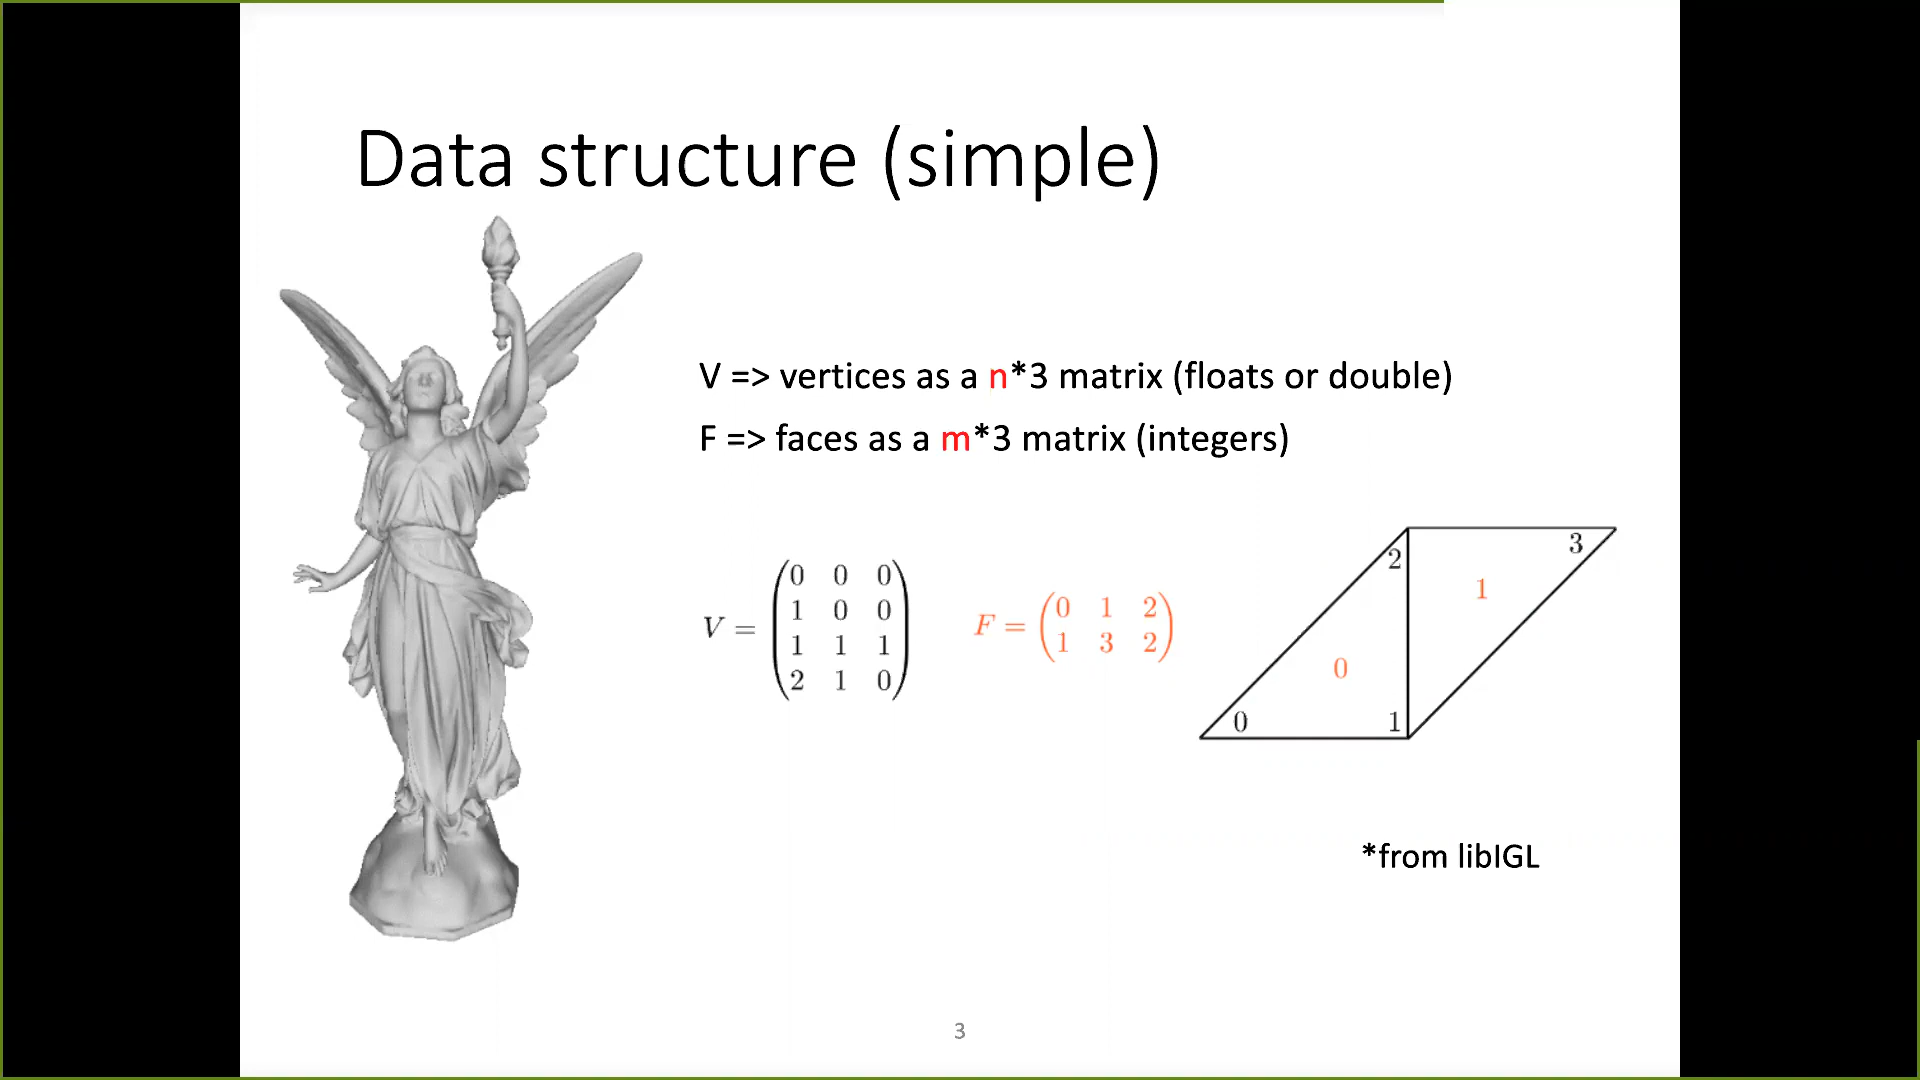 Data structure (simple)
V => vertices as a n*3 matrix (floats or double)
F => faces as a m*3 matrix (integers)
V =
0 0 0
1 0 0
1 1 1
2 1 0
F =
0 1 2
1 3 2
2
3
1
0
0
1
*from libIGL
3